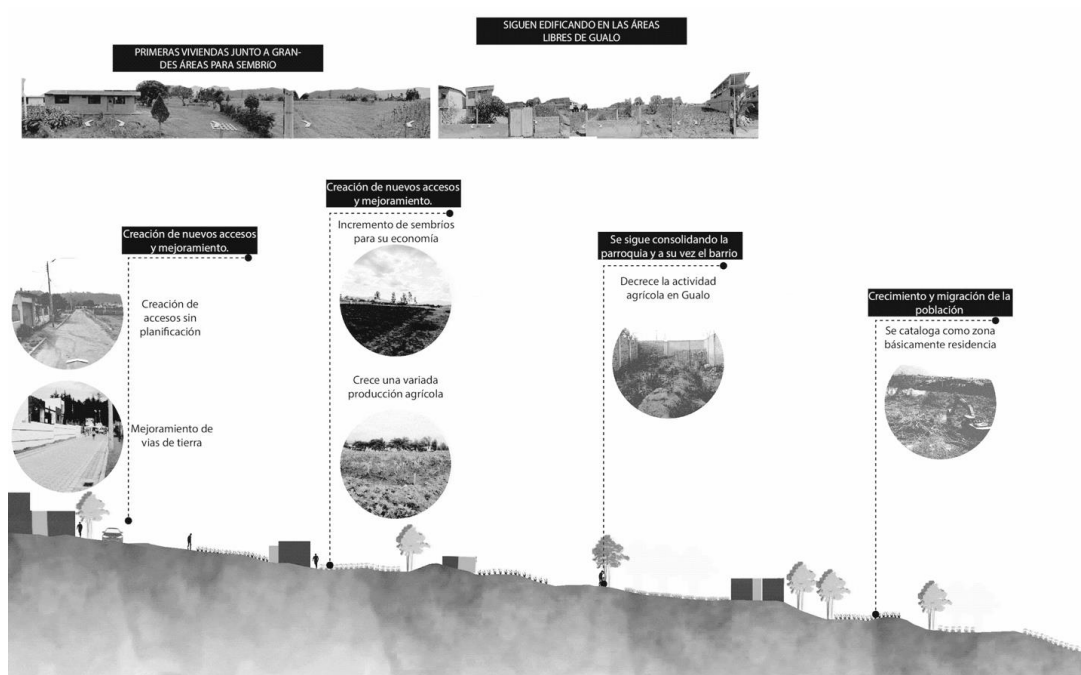 PRIMERAS VIVIENDAS JUNTO A GRAN-
DES ÁREAS PARA SEMBRíO
SIGUEN EDIFICANDO EN LAS ÁREAS
LIBRES DE GUALO
Creación de nuevos accesos
y mejoramiento.
Creación de
accesos sin
planificación
Mejoramiento de
vias de tierra
Creación de nuevos accesos
y mejoramiento.
Incremento de sembríos
para su economía
Crece una variada
producción agrícola
Se sigue consolidando la
parroquia y a su vez el barrio
Decrece la actividad
agrícola en Gualo
Crecimiento y migración de la
población
Se cataloga como zona
básicamente residencia